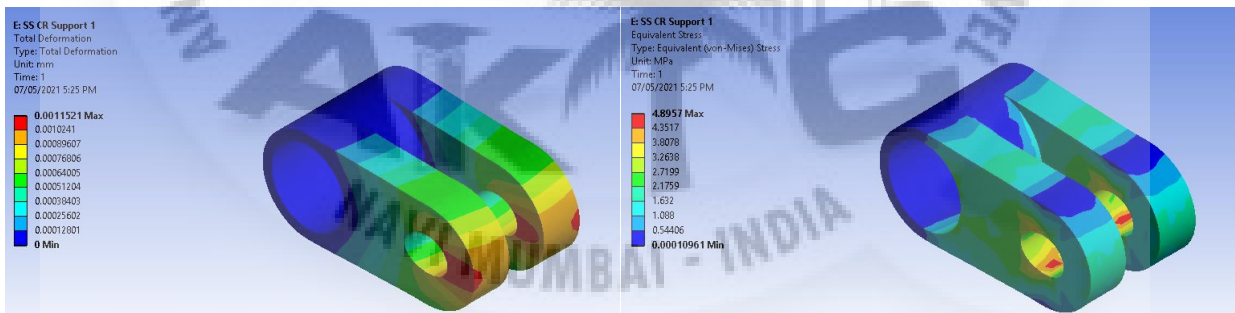 E: SS CR Support 1
Total Deformation
Type: Total Deformation
Unit: mm
Time: 1
07/05/2021 5:25 PM
0.0011521 Max
0.0010241
0.00089607
0.00076806
0.00064005
0.00051204
0.00038403
0.00025602
0.00012801
0 Min
E: SS CR Support 1
Equivalent Stress
Type: Equivalent (von-Mises) Stress
Unit: MPa
Time: 1
07/05/2021 5:25 PM
4.8957 Max
4.3517
3.8078
3.2638
2.7199
2.1759
1.632
1.088
0.54406
0.00010961 Min
NAVI MUMBAI - INDIA